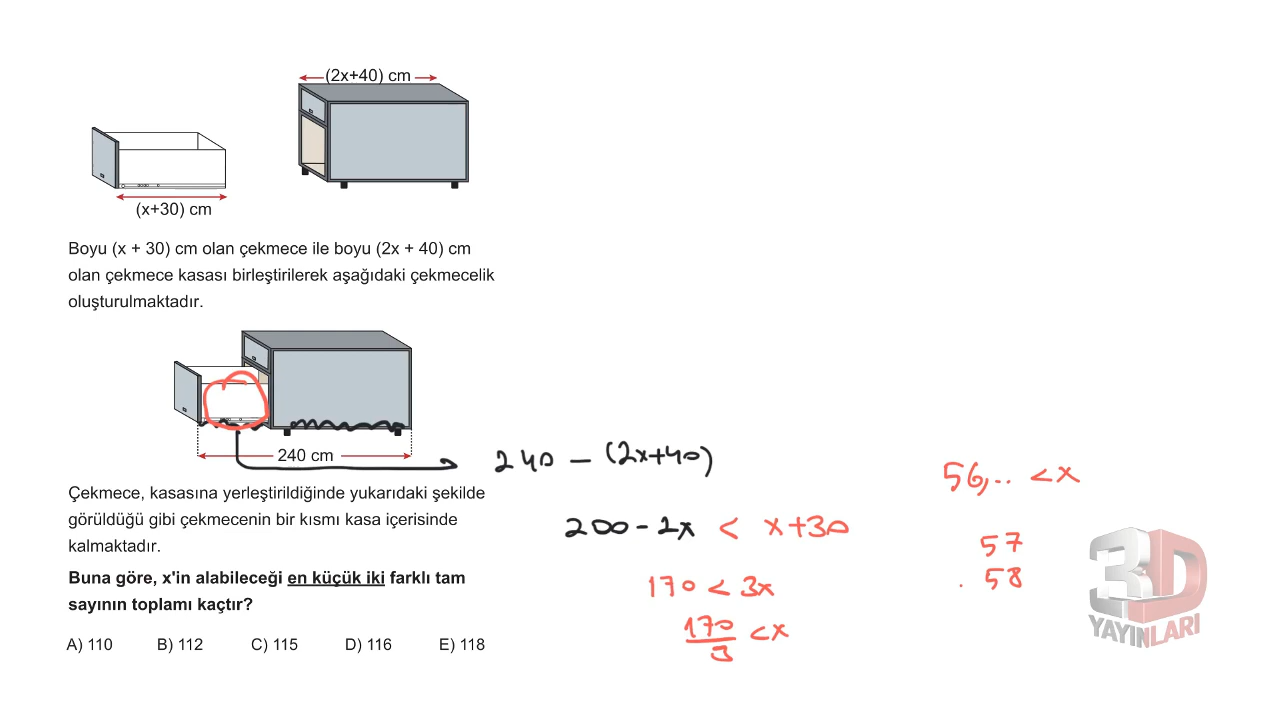 (2x+40) cm
(x+30) cm
Boyu (x + 30) cm olan çekmece ile boyu (2x + 40) cm
olan çekmece kasası birleştirilerek aşağıdaki çekmecelik
oluşturulmaktadır.
240 cm
240 – (2x+40)
200 - 2x < x+30
170 < 3x
170/3 < x
56,.. < x
57
58
Çekmece, kasasına yerleştirildiğinde yukarıdaki şekilde
görüldüğü gibi çekmecenin bir kısmı kasa içerisinde
kalmaktadır.
Buna göre, x'in alabileceği en küçük iki farklı tam
sayının toplamı kaçtır?
A) 110 B) 112 C) 115 D) 116 E) 118
3D
YAYINLARI